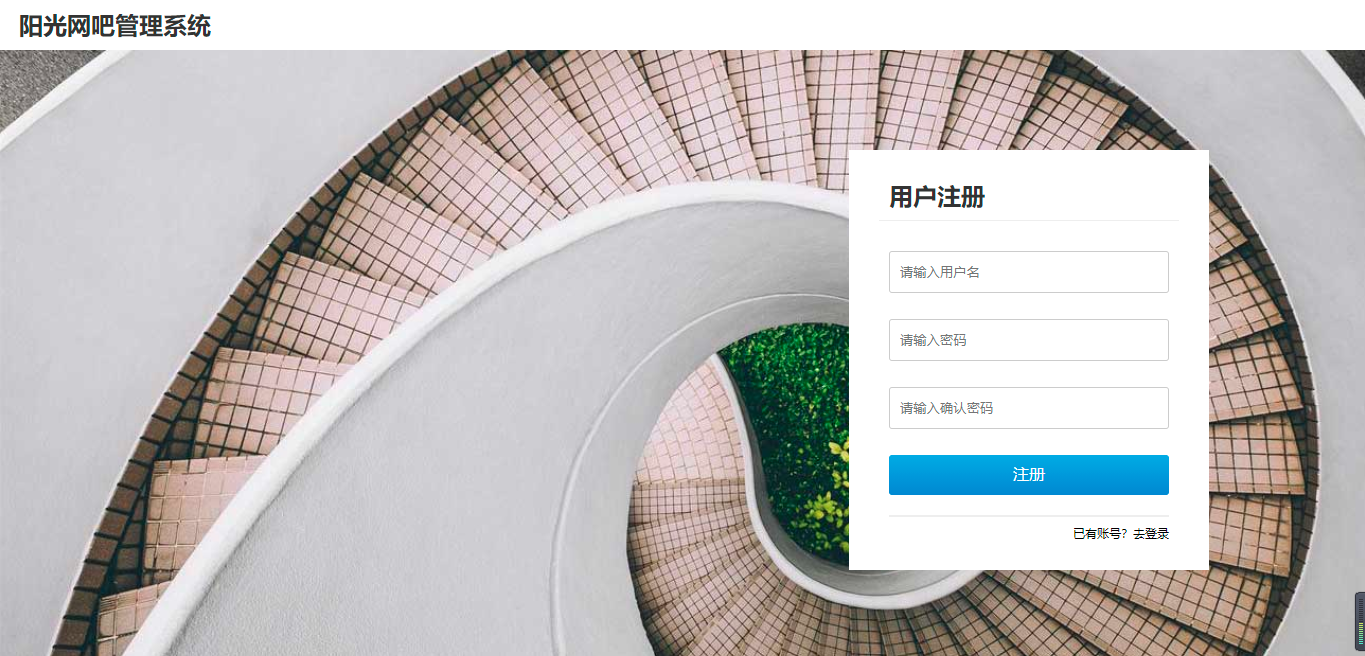 阳光网吧管理系统
用户注册
请输入用户名
请输入密码
请输入确认密码
注册
已有账号？去登录